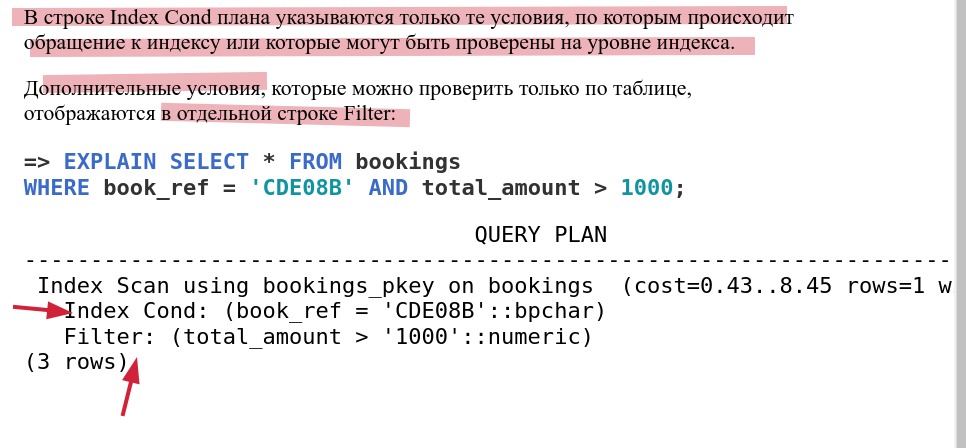 В строке Index Cond плана указываются только те условия, по которым происходит
обращение к индексу или которые могут быть проверены на уровне индекса.
Дополнительные условия, которые можно проверить только по таблице,
отображаются в отдельной строке Filter:
=> EXPLAIN SELECT * FROM bookings
WHERE book_ref = 'CDE08B' AND total_amount > 1000;
QUERY PLAN
----------------------------------------------------------------------
Index Scan using bookings_pkey on bookings  (cost=0.43..8.45 rows=1 w
Index Cond: (book_ref = 'CDE08B'::bpchar)
Filter: (total_amount > '1000'::numeric)
(3 rows)